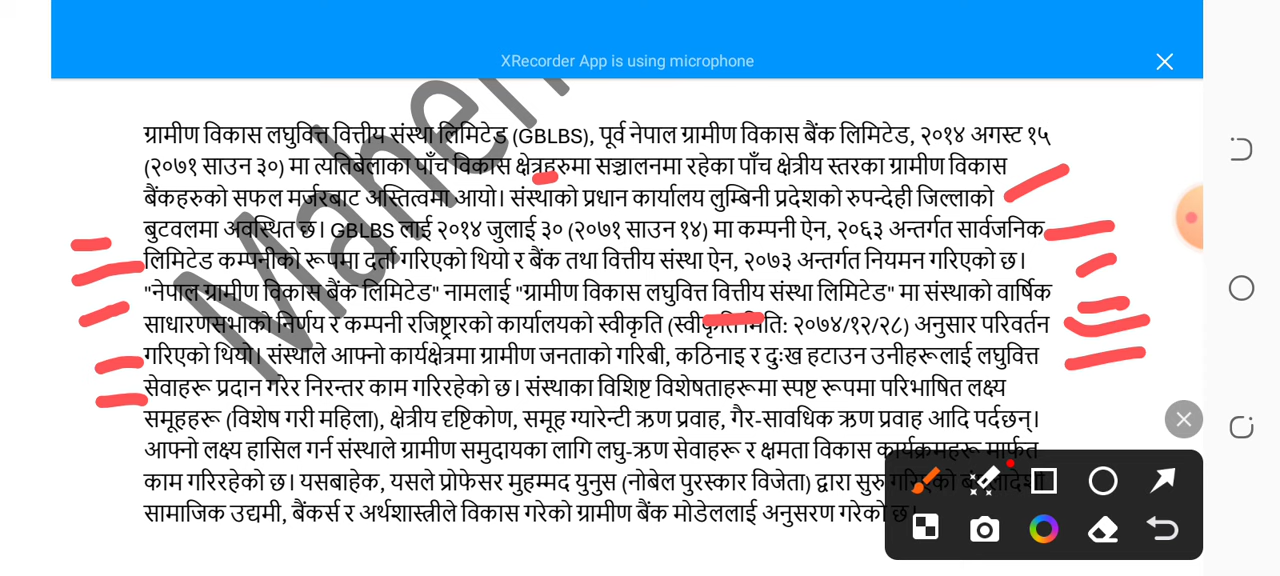 XRecorder App is using microphone
ग्रामीण विकास लघुवित्त वित्तीय संस्था लिमिटेड (GBLBS), पूर्व नेपाल ग्रामीण विकास बैंक लिमिटेड, २०१४ अगस्ट १५
(२०७१ साउन ३०) मा त्यतिबेलाका पाँच विकास क्षेत्रहरुमा सञ्चालनमा रहेका पाँच क्षेत्रीय स्तरका ग्रामीण विकास
बैंकहरुको सफल मर्जरबाट अस्तित्वमा आयो। संस्थाको प्रधान कार्यालय लुम्बिनी प्रदेशको रुपन्देही जिल्लाको
बुटवलमा अवस्थित छ। GBLBS लाई २०१४ जुलाई ३० (२०७१ साउन १४) मा कम्पनी ऐन, २०६३ अन्तर्गत सार्वजनिक
लिमिटेड कम्पनीको रूपमा दर्ता गरिएको थियो र बैंक तथा वित्तीय संस्था ऐन, २०७३ अन्तर्गत नियमन गरिएको छ।
"नेपाल ग्रामीण विकास बैंक लिमिटेड" नामलाई "ग्रामीण विकास लघुवित्त वित्तीय संस्था लिमिटेड" मा संस्थाको वार्षिक
साधारणसभाको निर्णय र कम्पनी रजिष्ट्रारको कार्यालयको स्वीकृति (स्वीकृति मिति: २०७४/१२/२८) अनुसार परिवर्तन
गरिएको थियो। संस्थाले आफ्नो कार्यक्षेत्रमा ग्रामीण जनताको गरिबी, कठिनाइ र दुःख हटाउन उनीहरूलाई लघुवित्त
सेवाहरू प्रदान गरेर निरन्तर काम गरिरहेको छ। संस्थाका विशिष्ट विशेषताहरूमा स्पष्ट रूपमा परिभाषित लक्ष्य
समूहहरू (विशेष गरी महिला), क्षेत्रीय दृष्टिकोण, समूह ग्यारेन्टी ऋण प्रवाह, गैर-सावधिक ऋण प्रवाह आदि पर्दछन्।
आफ्नो लक्ष्य हासिल गर्न संस्थाले ग्रामीण समुदायका लागि लघु-ऋण सेवाहरू र क्षमता विकास कार्यक्रमहरू मार्फत
काम गरिरहेको छ। यसबाहेक, यसले प्रोफेसर मुहम्मद युनुस (नोबेल पुरस्कार विजेता) द्वारा सुरु गरिएको बंगलादेशी
सामाजिक उद्यमी, बैंकर्स र अर्थशास्त्रीले विकास गरेको ग्रामीण बैंक मोडेललाई अनुसरण गरेको छ।